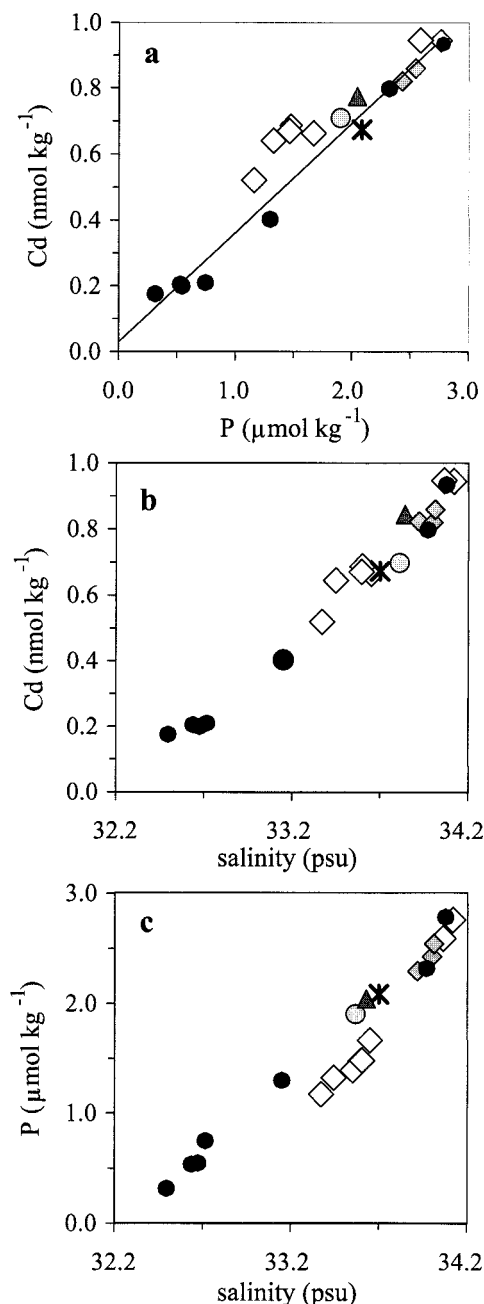 a
1.0
0.8
0.6
0.4
0.2
0.0
Cd (nmol kg⁻¹)
0.0 1.0 2.0 3.0
P (µmol kg⁻¹)
b
1.0
0.8
0.6
0.4
0.2
0.0
Cd (nmol kg⁻¹)
32.2 33.2 34.2
salinity (psu)
c
3.0
2.0
1.0
0.0
P (µmol kg⁻¹)
32.2 33.2 34.2
salinity (psu)